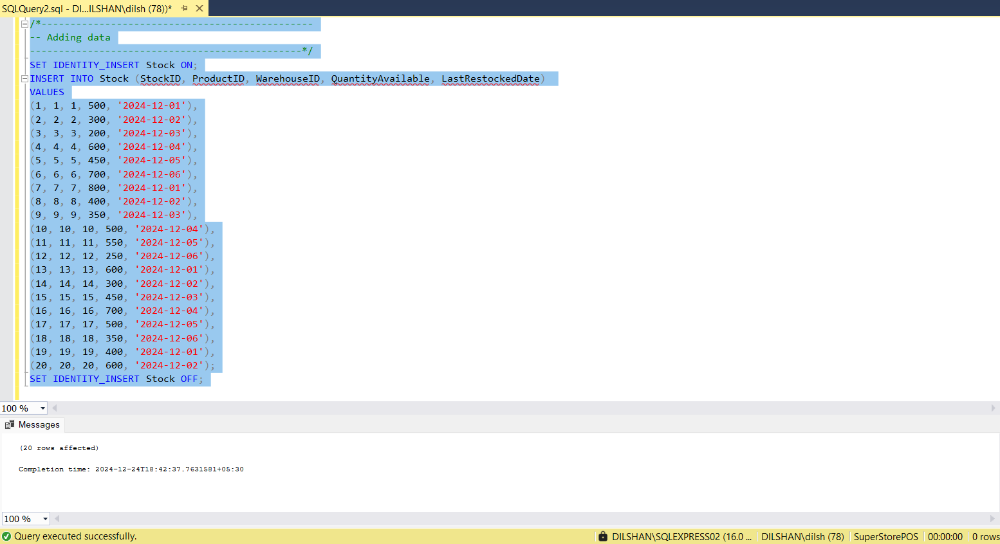 SQLQuery2.sql - DI...ILSHAN\dilsh (78))*
/*-----------------------------------------------
-- Adding data
-----------------------------------------------*/
SET IDENTITY_INSERT Stock ON;
INSERT INTO Stock (StockID, ProductID, WarehouseID, QuantityAvailable, LastRestockedDate)
VALUES
(1, 1, 1, 500, '2024-12-01'),
(2, 2, 2, 300, '2024-12-02'),
(3, 3, 3, 200, '2024-12-03'),
(4, 4, 4, 600, '2024-12-04'),
(5, 5, 5, 450, '2024-12-05'),
(6, 6, 6, 700, '2024-12-06'),
(7, 7, 7, 800, '2024-12-01'),
(8, 8, 8, 400, '2024-12-02'),
(9, 9, 9, 350, '2024-12-03'),
(10, 10, 10, 500, '2024-12-04'),
(11, 11, 11, 550, '2024-12-05'),
(12, 12, 12, 250, '2024-12-06'),
(13, 13, 13, 600, '2024-12-01'),
(14, 14, 14, 300, '2024-12-02'),
(15, 15, 15, 450, '2024-12-03'),
(16, 16, 16, 700, '2024-12-04'),
(17, 17, 17, 500, '2024-12-05'),
(18, 18, 18, 350, '2024-12-06'),
(19, 19, 19, 400, '2024-12-01'),
(20, 20, 20, 600, '2024-12-02');
SET IDENTITY_INSERT Stock OFF;
100 %
Messages
(20 rows affected)
Completion time: 2024-12-24T18:42:37.7631581+05:30
100 %
Query executed successfully. DILSHAN\SQLEXPRESS02 (16.0 ... DILSHAN\dilsh (78) SuperStorePOS 00:00:00 0 rows